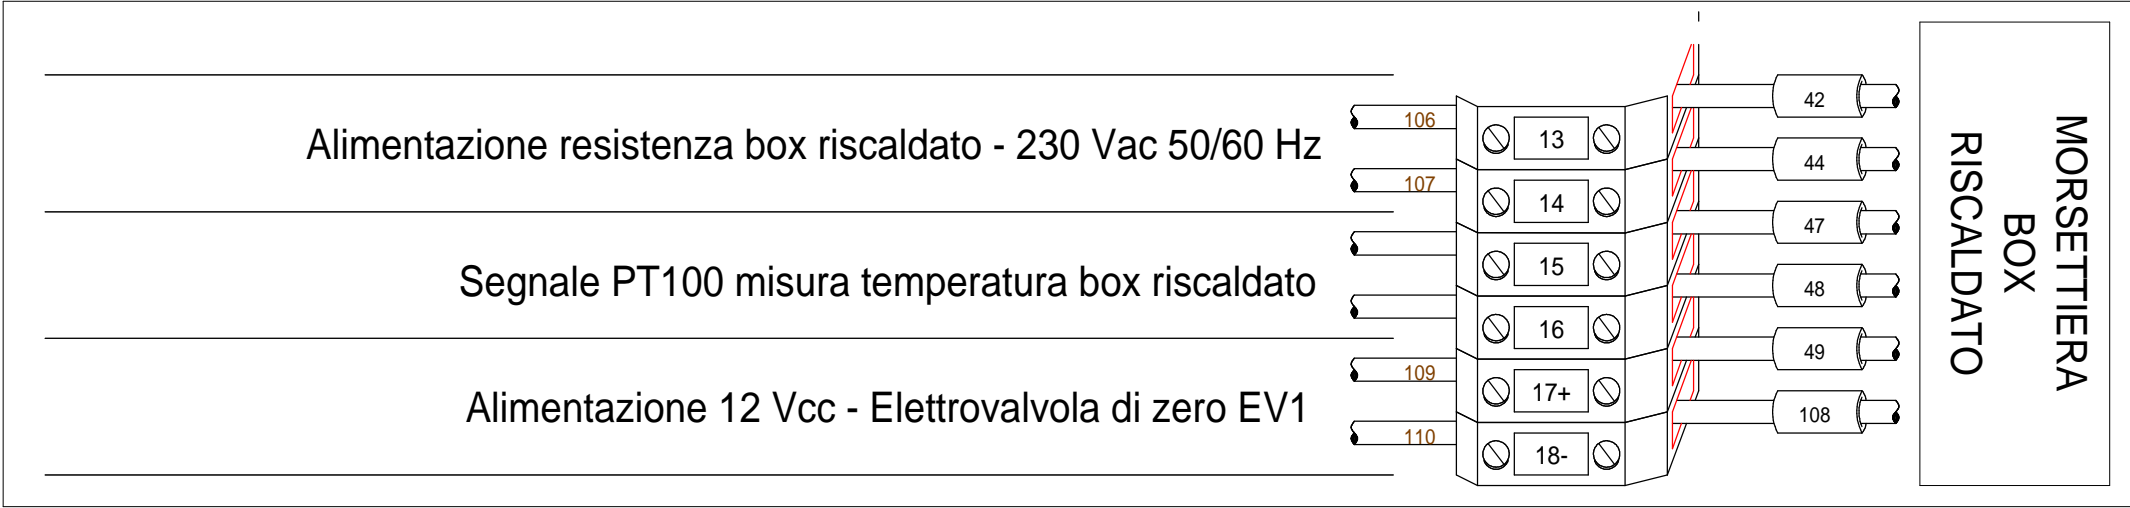 Alimentazione resistenza box riscaldato - 230 Vac 50/60 Hz
Segnale PT100 misura temperatura box riscaldato
Alimentazione 12 Vcc - Elettrovalvola di zero EV1
106
107
109
110
13
14
15
16
17+
18-
42
44
47
48
49
108
MORSETTIERA
BOX
RISCALDATO